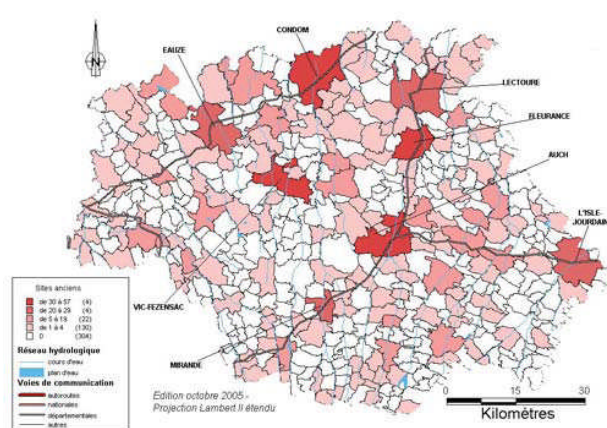 CONDOM
EAUZE
LECTOURE
FLEURANCE
AUCH
L'ISLE-
JOURDAIN
VIC-FEZENSAC
MIRANDE
N
Sites anciens
de 30 à 57 (4)
de 20 à 29 (4)
de 5 à 19 (22)
de 1 à 4 (130)
0 (304)
Réseau hydrologique
cours d'eau
plan d'eau
Voies de communication
autoroutes
nationales
départementales
autres
Edition octobre 2005 -
Projection Lambert II étendu
0 15 30
Kilométres